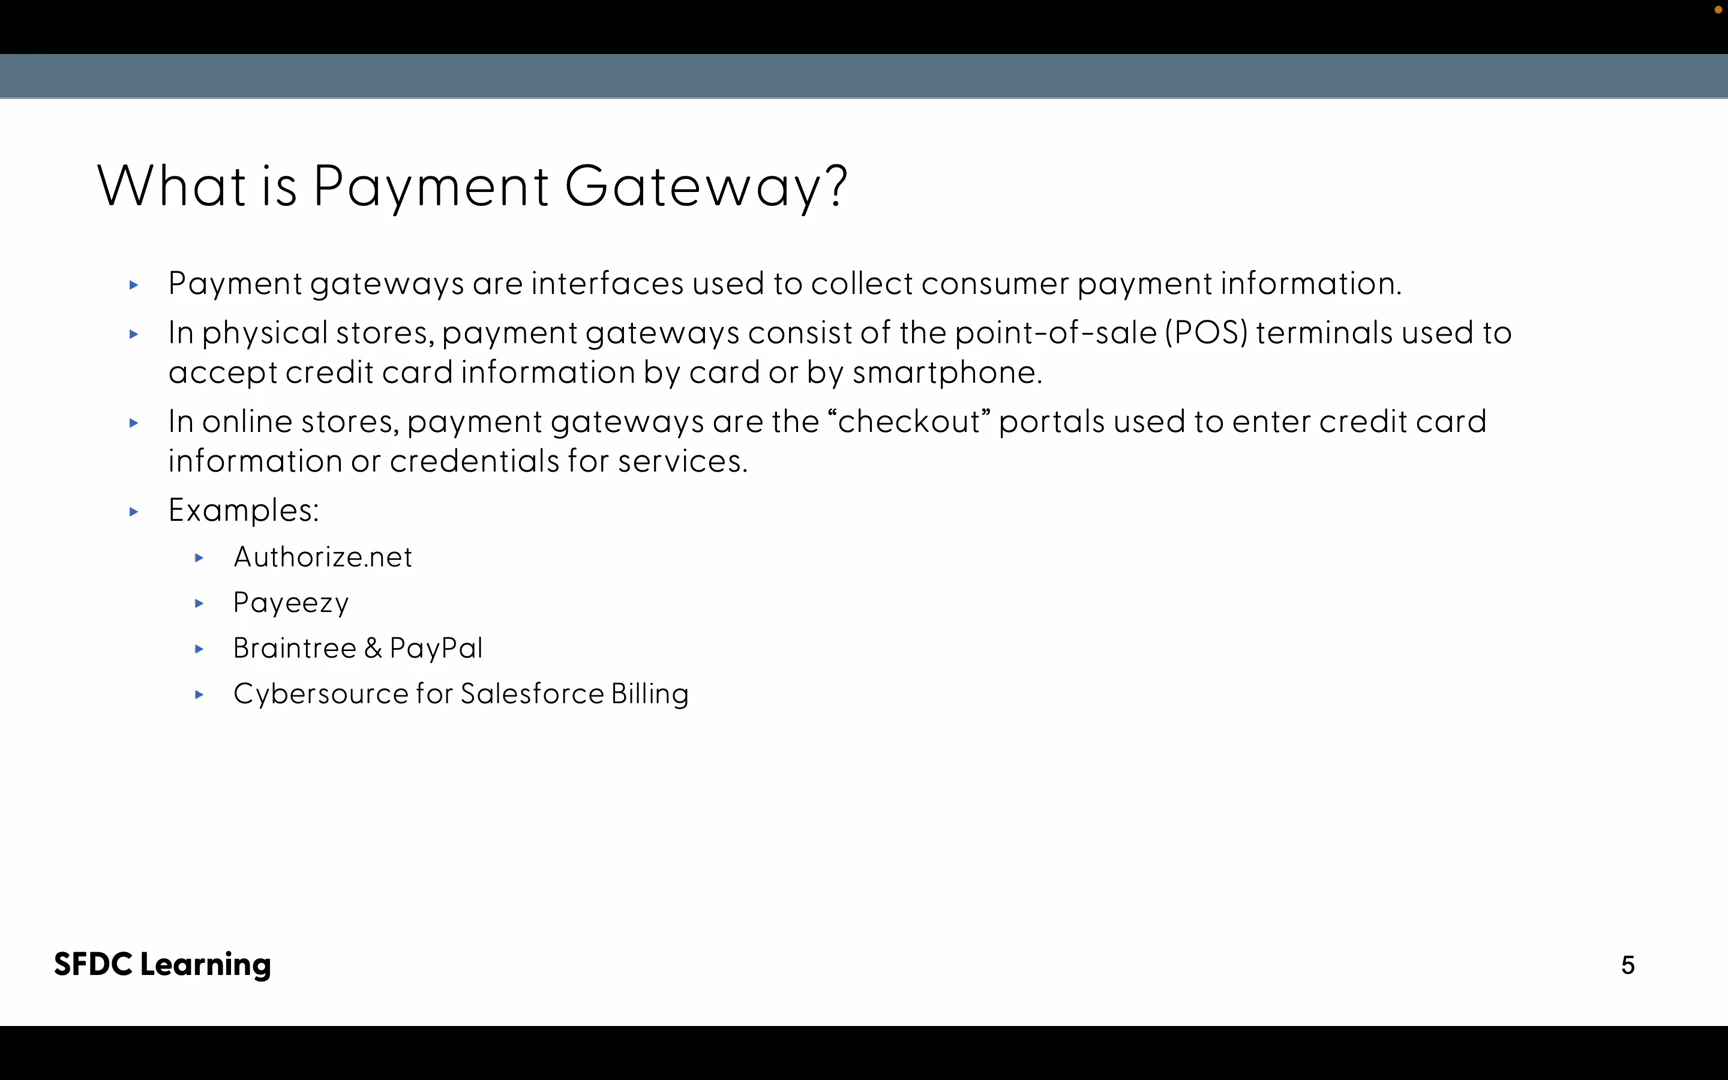 What is Payment Gateway?
Payment gateways are interfaces used to collect consumer payment information.
In physical stores, payment gateways consist of the point-of-sale (POS) terminals used to
accept credit card information by card or by smartphone.
In online stores, payment gateways are the “checkout” portals used to enter credit card
information or credentials for services.
Examples:
Authorize.net
Payeezy
Braintree & PayPal
Cybersource for Salesforce Billing
SFDC Learning
5